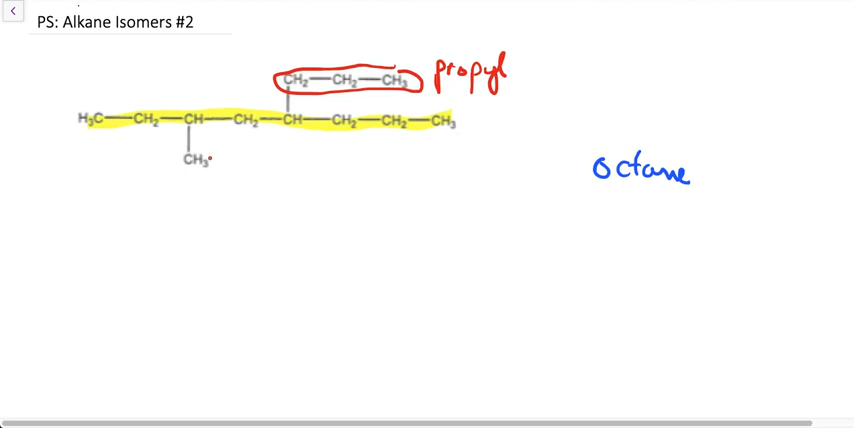 PS: Alkane Isomers #2
CH₂—CH₂—CH₃ propyl
H₃C—CH₂—CH—CH₂—CH—CH₂—CH₂—CH₃
CH₃
octane